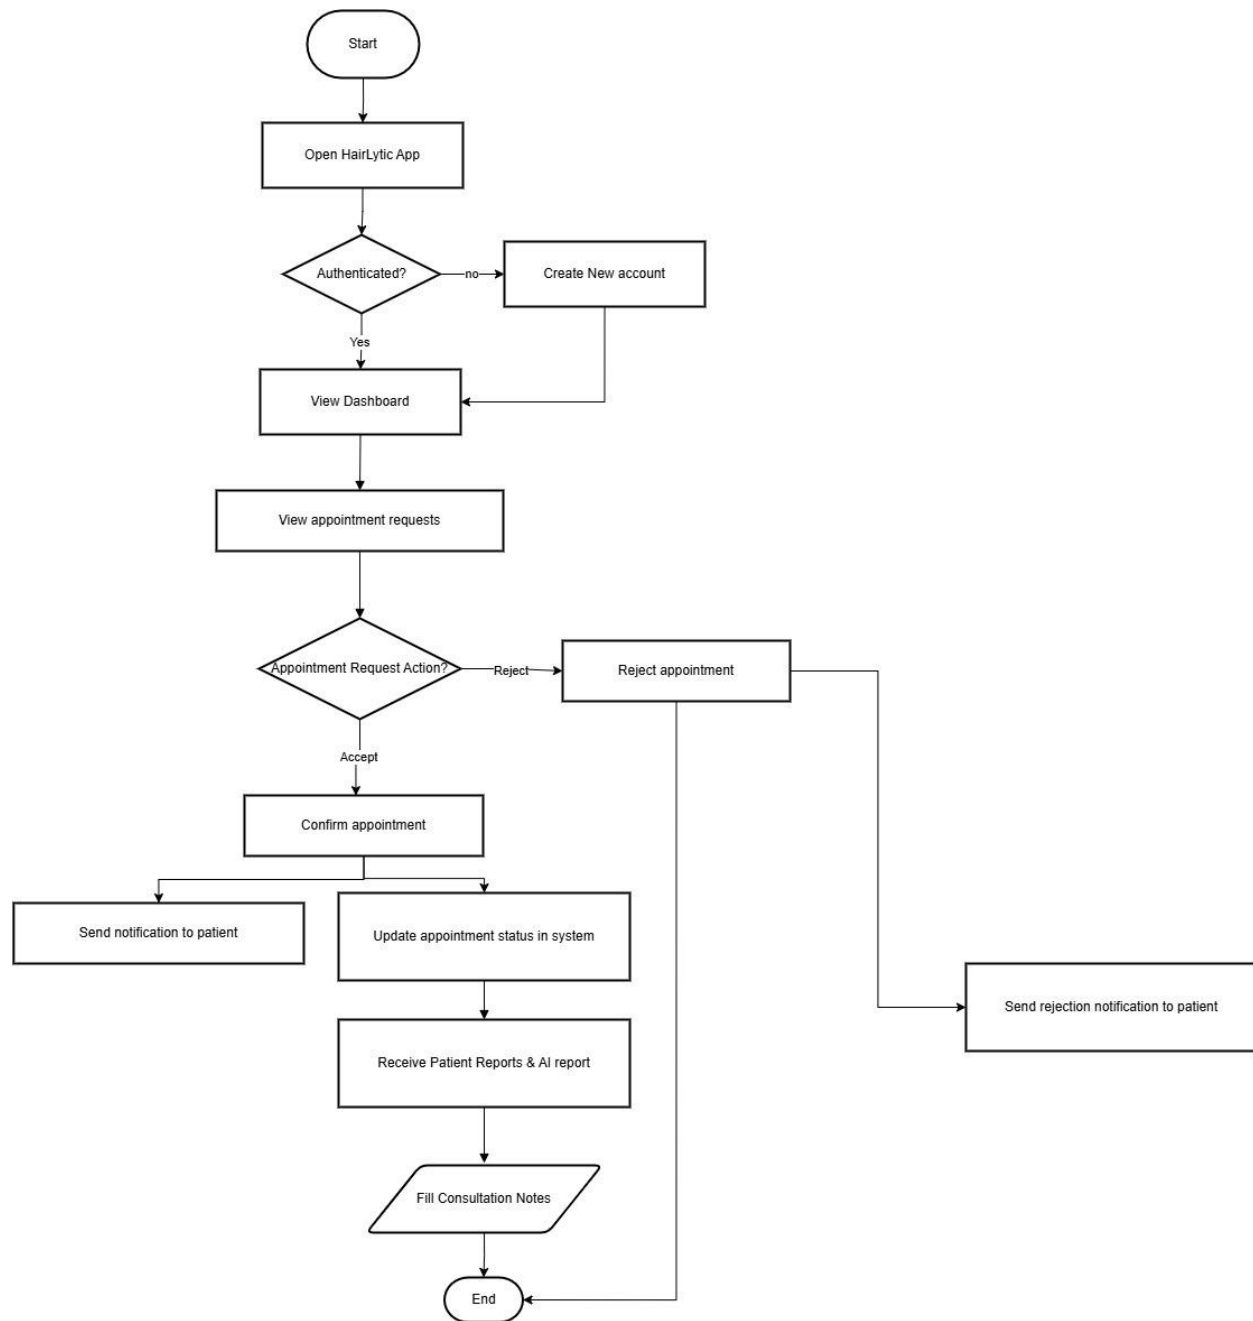 Start
Open HairLytic App
Authenticated?
no
Create New account
Yes
View Dashboard
View appointment requests
Appointment Request Action?
Reject
Reject appointment
Accept
Confirm appointment
Send notification to patient
Update appointment status in system
Send rejection notification to patient
Receive Patient Reports & AI report
Fill Consultation Notes
End